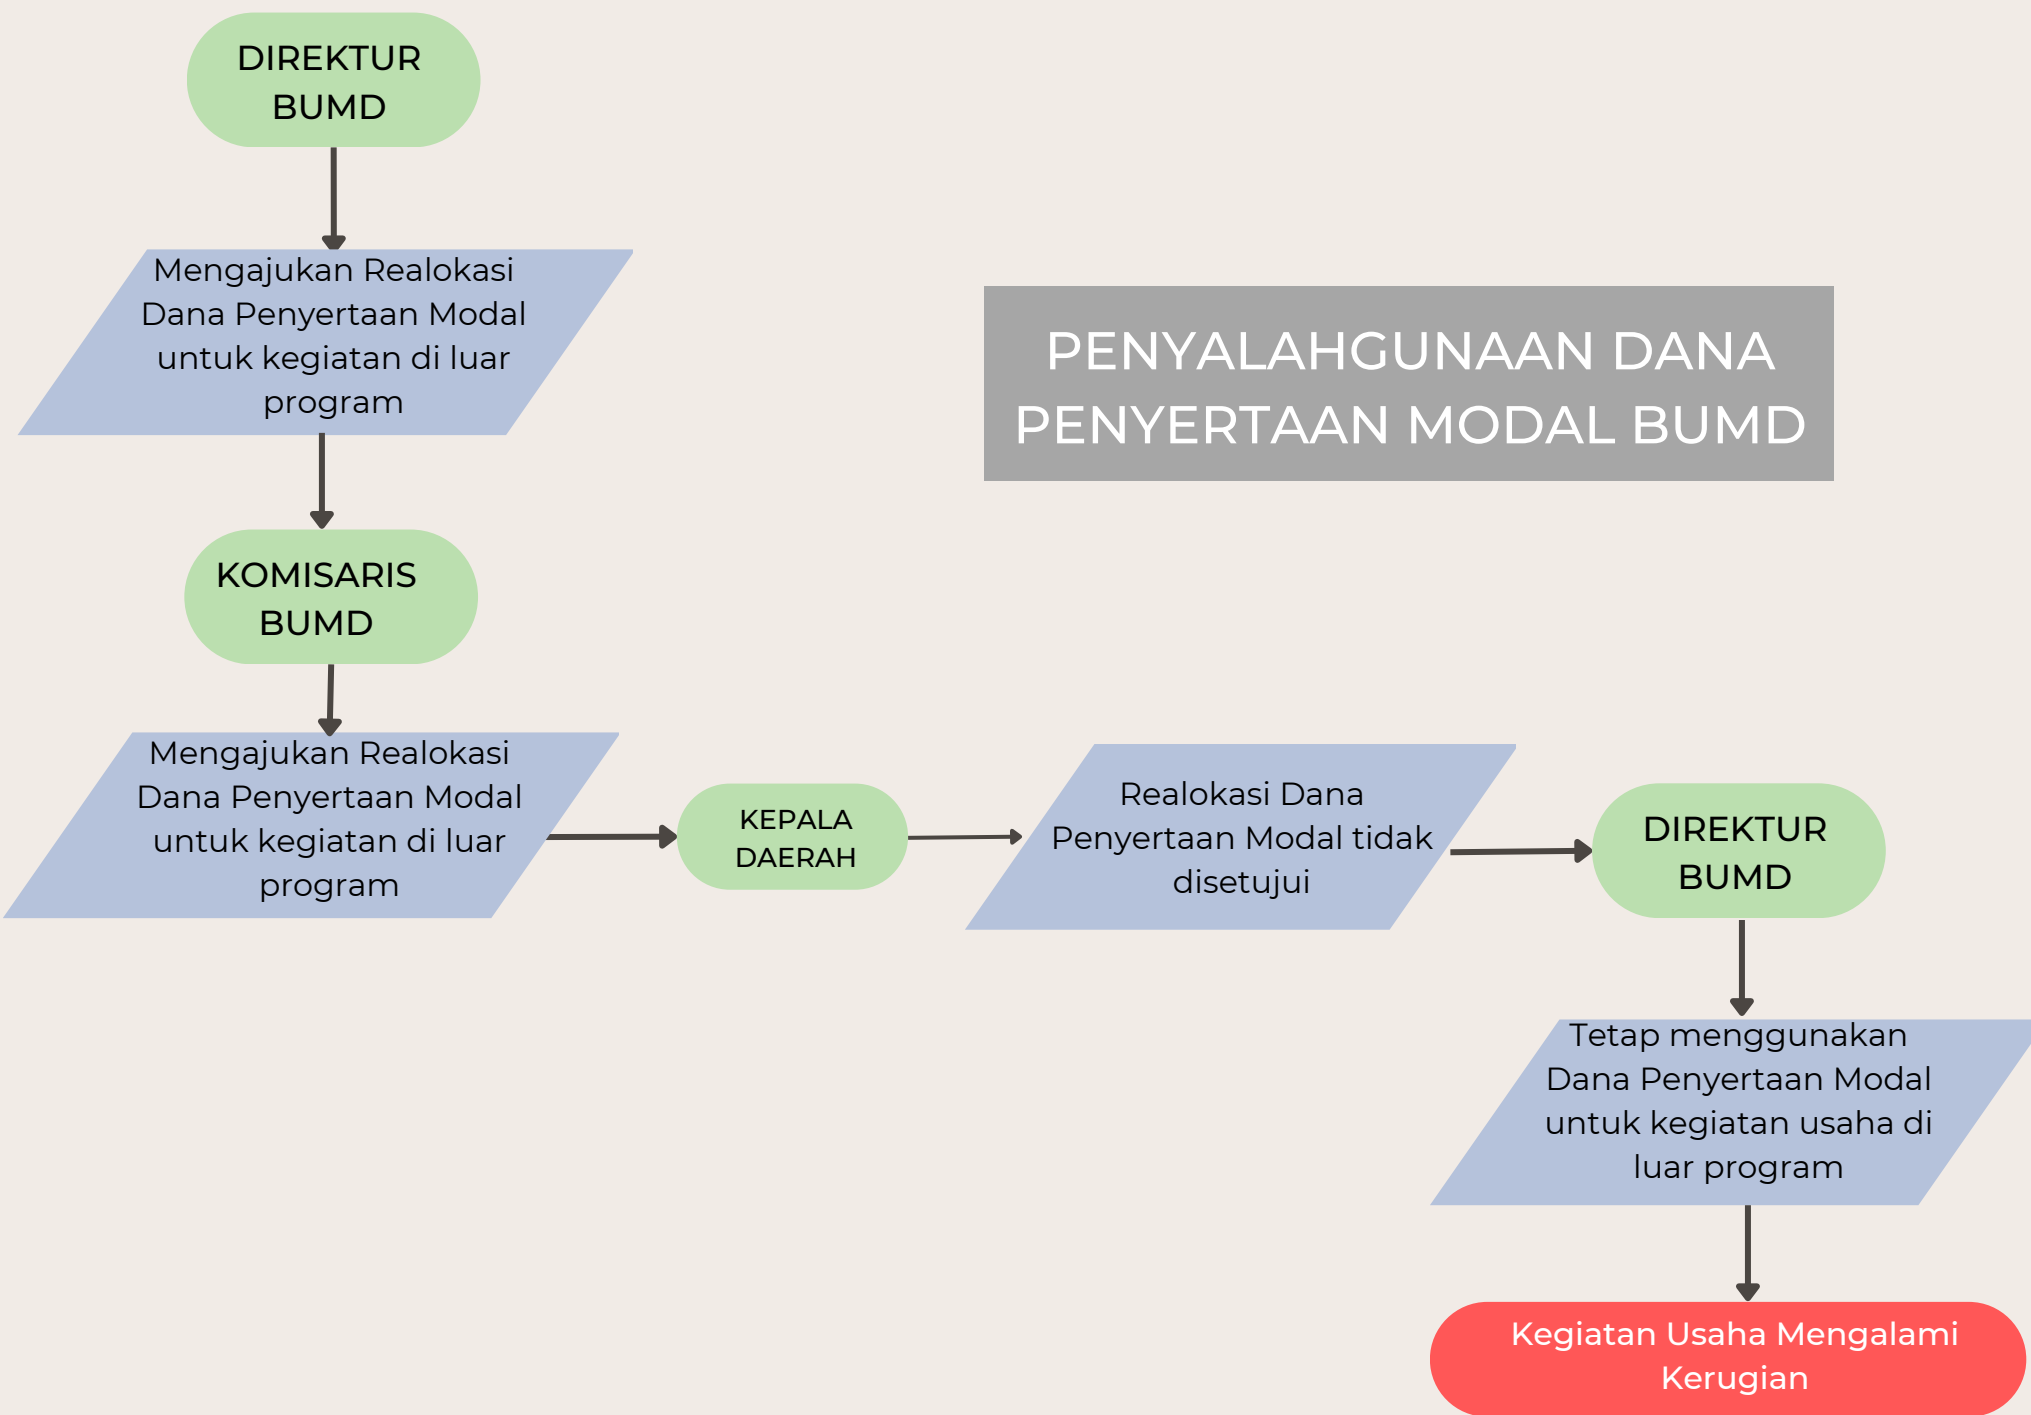 DIREKTUR
BUMD
Mengajukan Realokasi
Dana Penyertaan Modal
untuk kegiatan di luar
program
PENYALAHGUNAAN DANA
PENYERTAAN MODAL BUMD
KOMISARIS
BUMD
Mengajukan Realokasi
Dana Penyertaan Modal
untuk kegiatan di luar
program
KEPALA
DAERAH
Realokasi Dana
Penyertaan Modal tidak
disetujui
DIREKTUR
BUMD
Tetap menggunakan
Dana Penyertaan Modal
untuk kegiatan usaha di
luar program
Kegiatan Usaha Mengalami
Kerugian